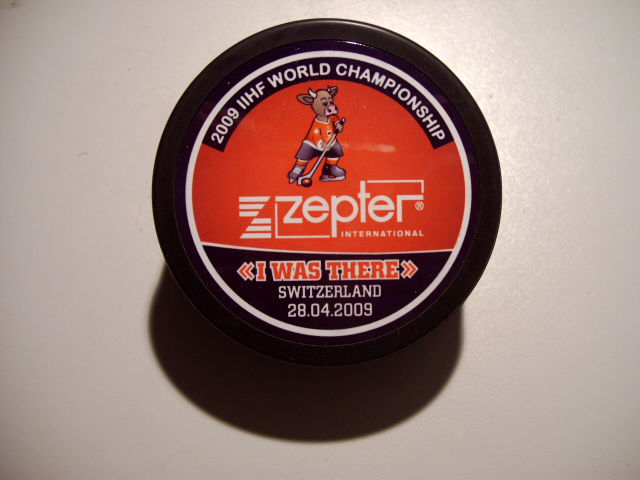 2009 IIHF WORLD CHAMPIONSHIP
zepter®
INTERNATIONAL
«I WAS THERE»
SWITZERLAND
28.04.2009